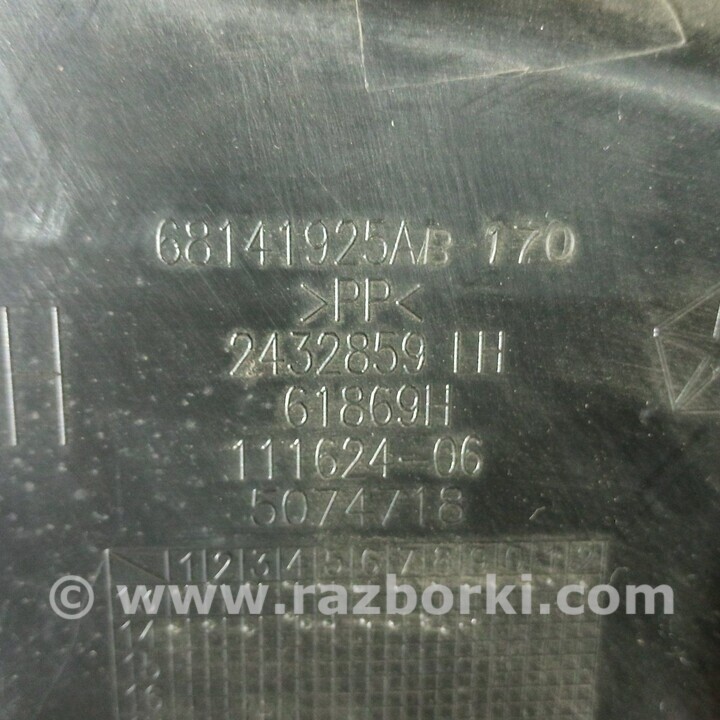 68141925AB 170
>PP<
2432859 LH
61869H
111624-06
5074718
1 2 3 4 5 6 7 8 9 10 11 12
© www.razborki.com